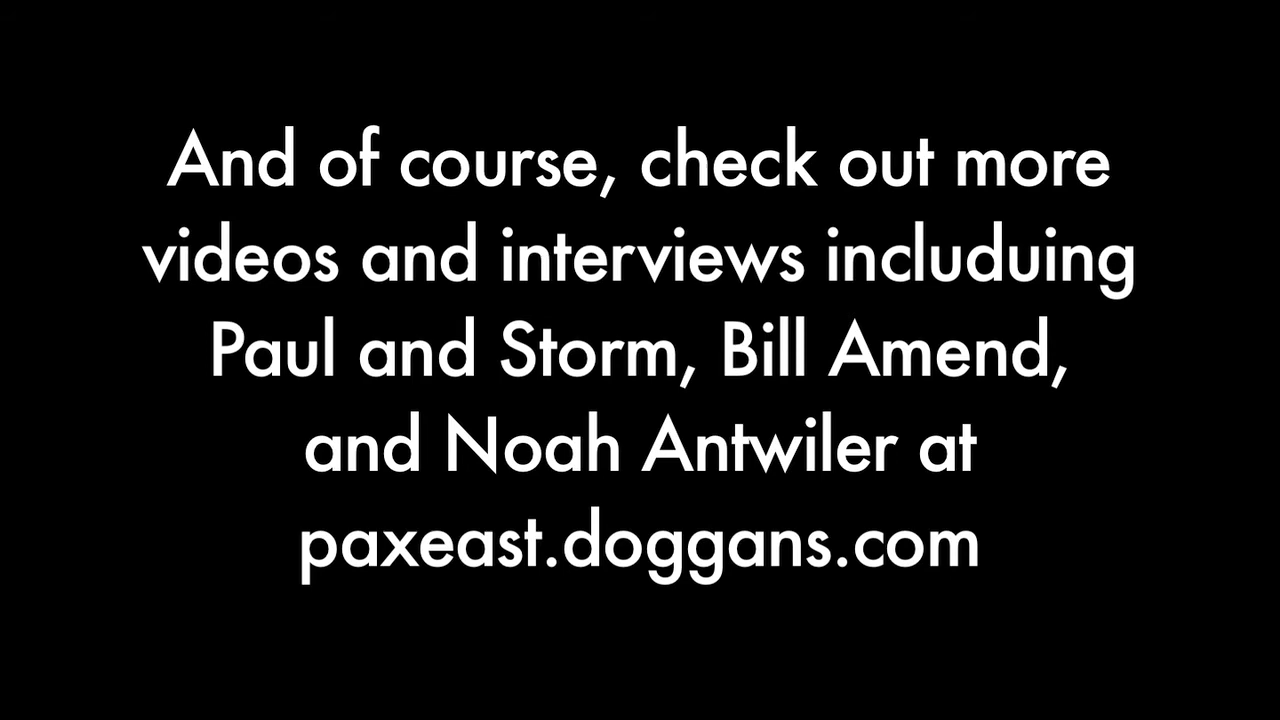 And of course, check out more
videos and interviews includuing
Paul and Storm, Bill Amend,
and Noah Antwiler at
paxeast.doggans.com